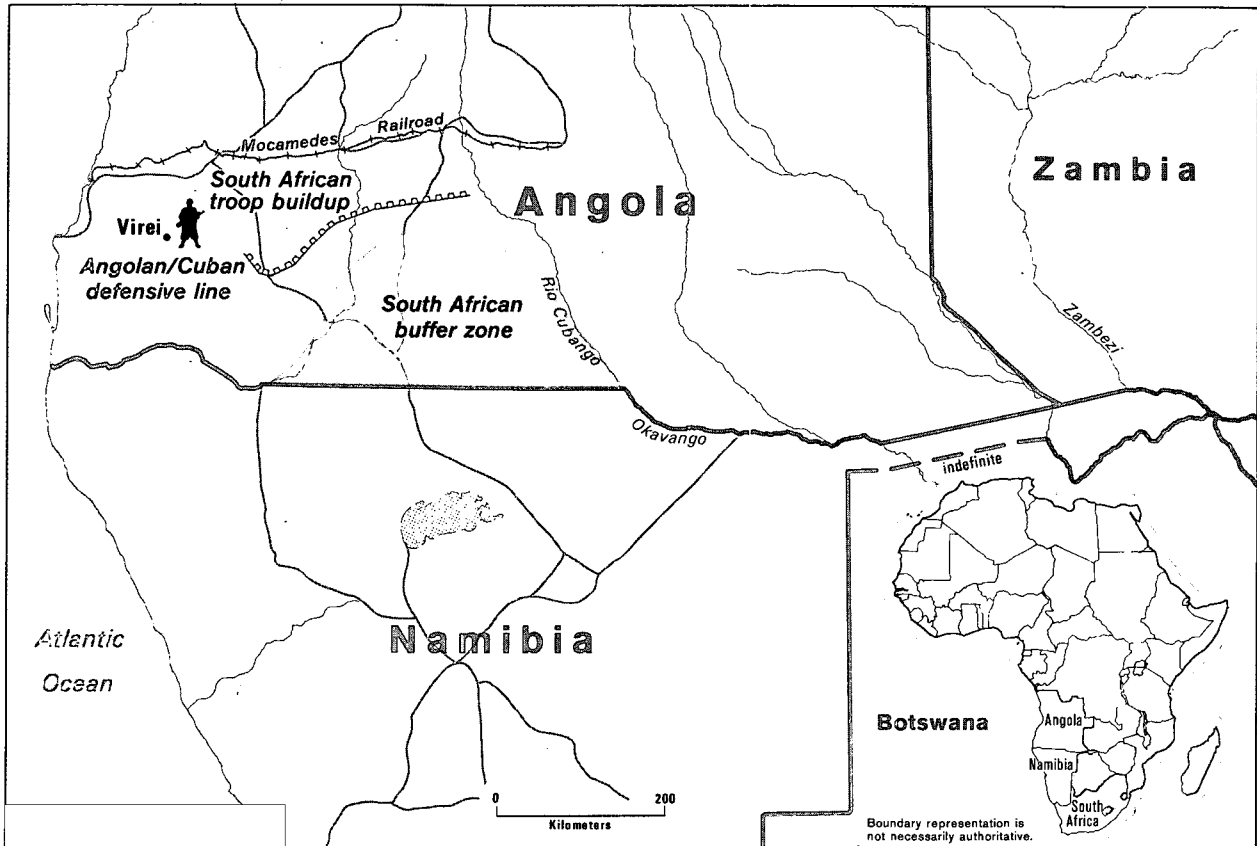 Mocamedes Railroad
South African
troop buildup
Angola
Zambia
Virei
Angolan/Cuban
defensive line
South African
buffer zone
Rio Cubango
Zambezi
Okavango
indefinite
Namibia
Atlantic
Ocean
Botswana
Angola
Namibia
South
Africa
0 200
Kilometers
Boundary representation is
not necessarily authoritative.